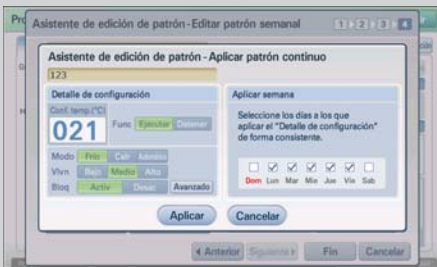 Asistente de edición de patrón-Editar patrón semanal
1 2 3 4
Asistente de edición de patrón-Aplicar patrón continuo
123
Detalle de configuración
Conf. temp.(°C)
021
Func Ejecutar Detener
Modo Frío Calr
Vlvn Bajo Medio Alto
Bloq Activ Desac Avanzado
Aplicar semana
Seleccione los días a los que
aplicar el "Detalle de configuración"
de forma consistente.
Dom Lun Mar Mie Jue Vie Sab
Aplicar Cancelar
Anterior Siguiente Fin Cancelar